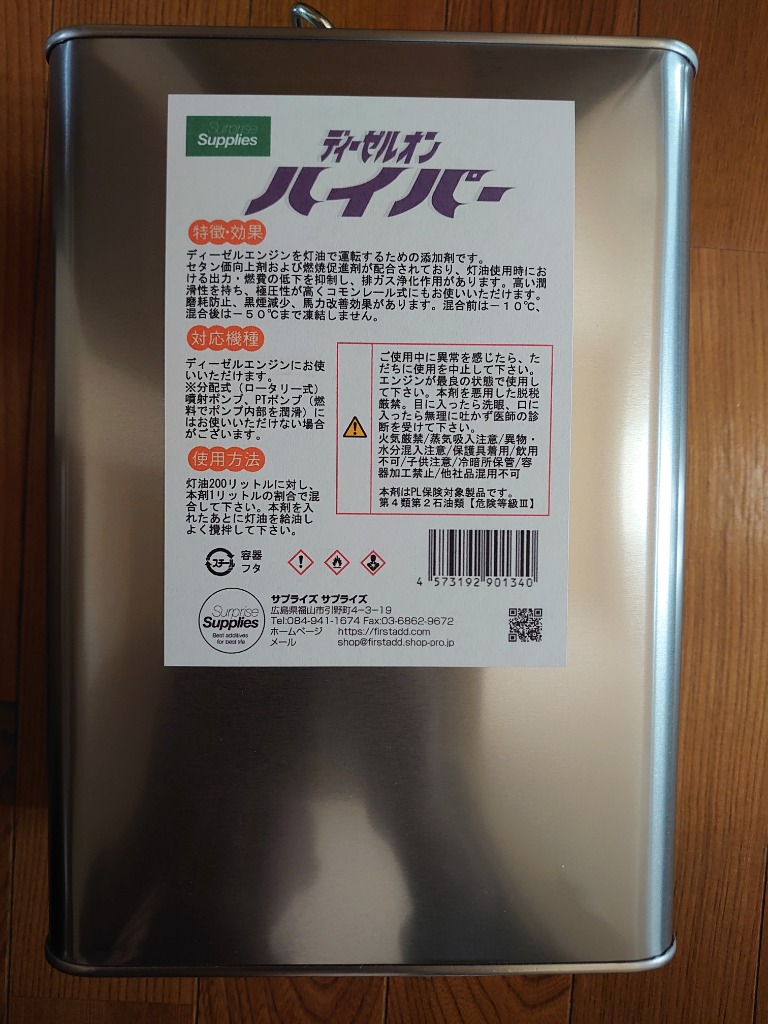 Surprise
Supplies
ディーゼルオン
ハイパー
特徴・効果
ディーゼルエンジンを灯油で運転するための添加剤です。
セタン価向上剤および燃焼促進剤が配合されており、灯油使用時にお
ける出力・燃費の低下を抑制し、排ガス浄化作用があります。高い潤
滑性を持ち、極圧性が高くコモンレール式にもお使いいただけます。
磨耗防止、黒煙減少、馬力改善効果があります。混合前は－10℃、
混合後は－50℃まで凍結しません。
対応機種
ディーゼルエンジンにお使
いいただけます。
※分配式（ロータリー式）
噴射ポンプ、PTポンプ（燃
料でポンプ内部を潤滑）に
はお使いいただけない場合
がございます。
使用方法
灯油200リットルに対し、
本剤1リットルの割合で混
合して下さい。本剤を入
れたあとに灯油を給油し
よく攪拌して下さい。
ご使用中に異常を感じたら、た
だちに使用を中止して下さい。
エンジンが最良の状態で使用し
て下さい。本剤を悪用した脱税
厳禁。目に入ったら洗眼、口に
入ったら無理に吐かず医師の診
断を受けて下さい。
火気厳禁/蒸気吸入注意/異物・
水分混入注意/保護具着用/飲用
不可/子供注意/冷暗所保管/容
器加工禁止/他社品混用不可
本剤はPL保険対象製品です。
第４類第２石油類【危険等級Ⅲ】
スチール
容器
フタ
4 573192 901340
Surprise
Supplies
Best additives
for best life
サプライズ サプライズ
広島県福山市引野町4－3－19
Tel:084-941-1674 Fax:03-6862-9672
ホームページ https://firstadd.com
メール shop@firstadd.shop-pro.jp